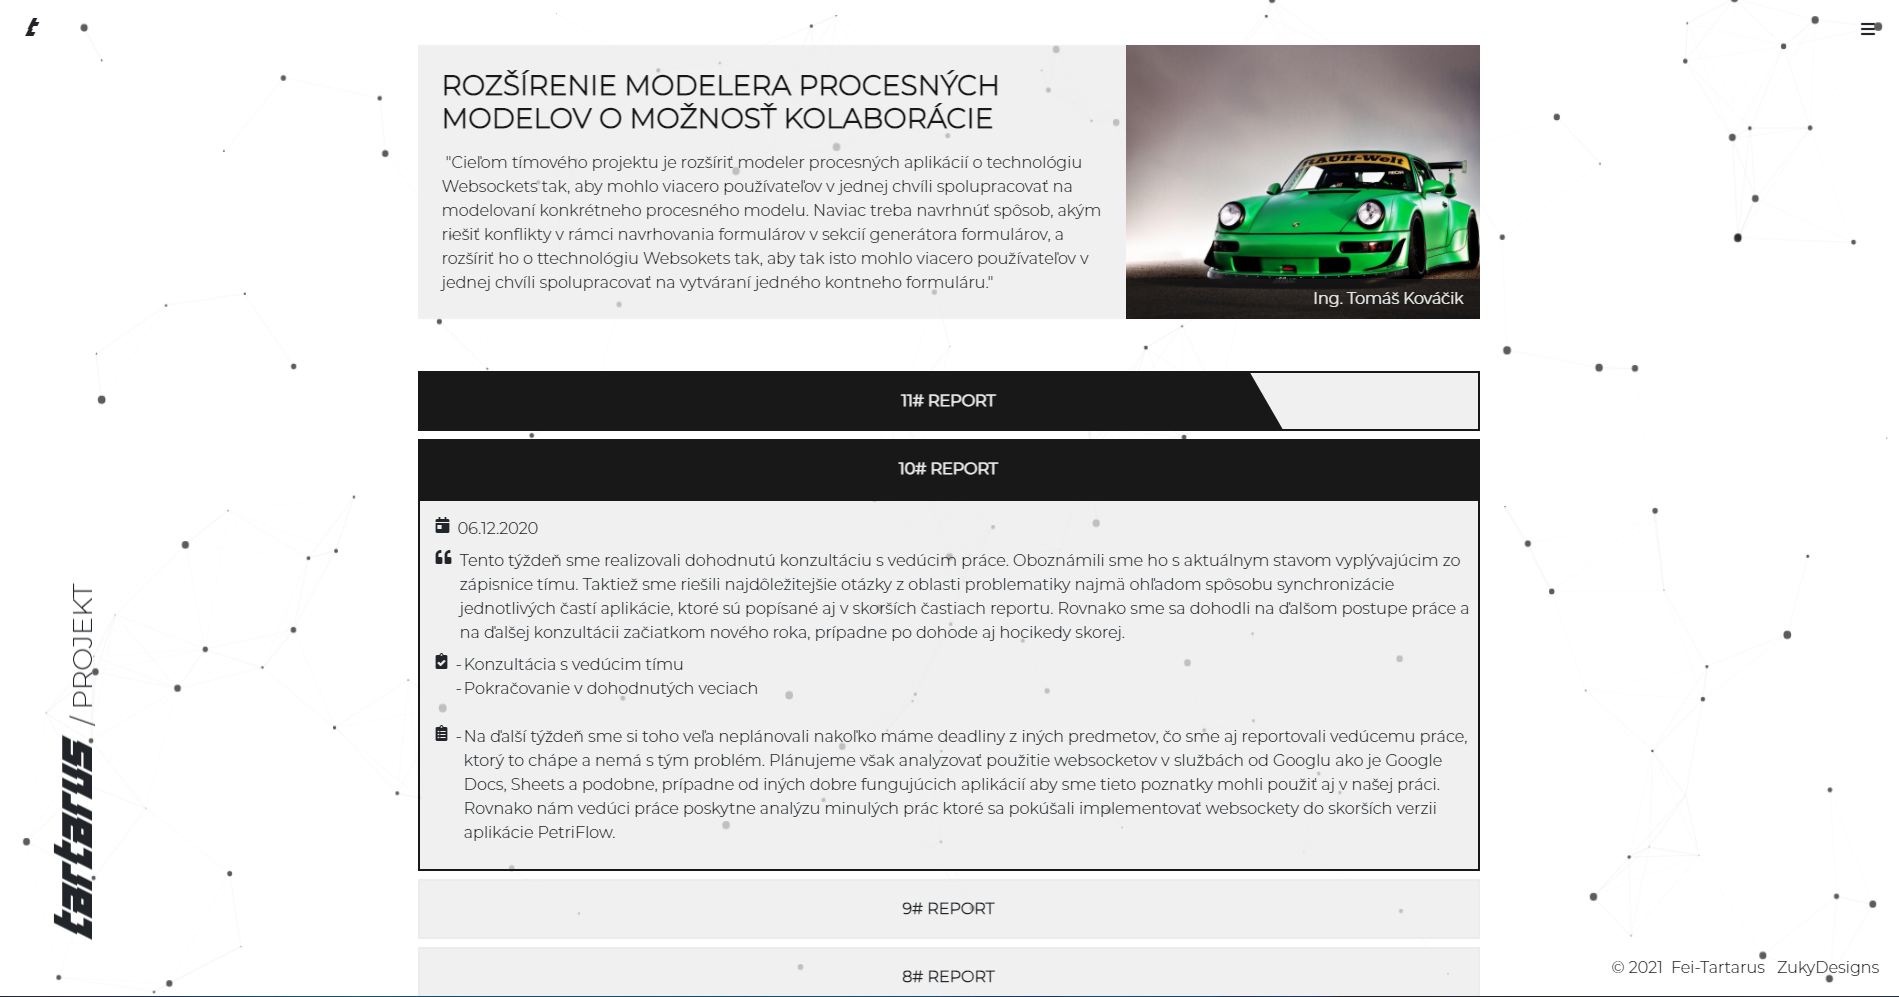 t
ROZŠÍRENIE MODELERA PROCESNÝCH
MODELOV O MOŽNOSŤ KOLABORÁCIE
"Cieľom tímového projektu je rozšíriť modeler procesných aplikácií o technológiu
Websockets tak, aby mohlo viacero používateľov v jednej chvíli spolupracovať na
modelovaní konkrétneho procesného modelu. Naviac treba navrhnúť spôsob, akým
riešiť konflikty v rámci navrhovania formulárov v sekcií generátora formulárov, a
rozšíriť ho o ttechnológiu Websokets tak, aby tak isto mohlo viacero používateľov v
jednej chvíli spolupracovať na vytváraní jedného kontneho formuláru."
RAUH-Welt
Ing. Tomáš Kováčik
11# REPORT
10# REPORT
06.12.2020
Tento týždeň sme realizovali dohodnutú konzultáciu s vedúcim práce. Oboznámili sme ho s aktuálnym stavom vyplývajúcim zo
zápisnice tímu. Taktiež sme riešili najdôležitejšie otázky z oblasti problematiky najmä ohľadom spôsobu synchronizácie
jednotlivých častí aplikácie, ktoré sú popísané aj v skorších častiach reportu. Rovnako sme sa dohodli na ďalšom postupe práce a
na ďalšej konzultácii začiatkom nového roka, prípadne po dohode aj hocikedy skorej.
- Konzultácia s vedúcim tímu
- Pokračovanie v dohodnutých veciach
- Na ďalší týždeň sme si toho veľa neplánovali nakoľko máme deadliny z iných predmetov, čo sme aj reportovali vedúcemu práce,
ktorý to chápe a nemá s tým problém. Plánujeme však analyzovať použitie websocketov v službách od Googlu ako je Google
Docs, Sheets a podobne, prípadne od iných dobre fungujúcich aplikácií aby sme tieto poznatky mohli použiť aj v našej práci.
Rovnako nám vedúci práce poskytne analýzu minulých prác ktoré sa pokúšali implementovať websockety do skorších verzii
aplikácie PetriFlow.
9# REPORT
8# REPORT
tartarus / PROJEKT
© 2021 Fei-Tartarus ZukyDesigns